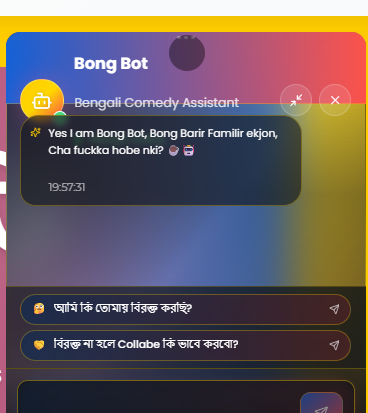 Bong Bot
Bengali Comedy Assistant
Yes I am Bong Bot, Bong Barir Familir ekjon,
Cha fuckka hobe nki?
19:57:31
আমি কি তোমায় বিরক্ত করছি?
বিরক্ত না হলে Collabe কি ভাবে করবো?